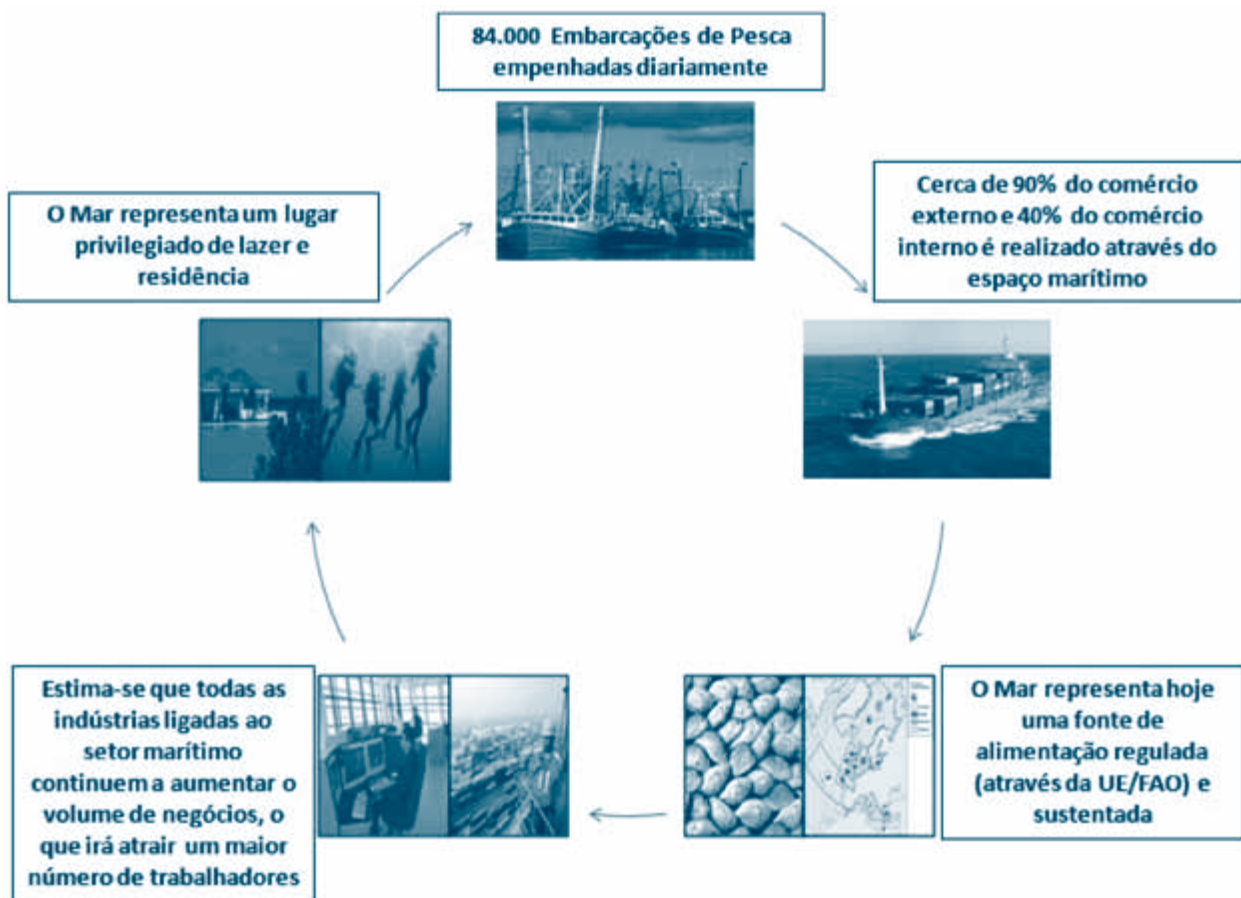 84.000 Embarcações de Pesca
empenhadas diariamente
Cerca de 90% do comércio
externo e 40% do comércio
interno é realizado através do
espaço marítimo
O Mar representa hoje
uma fonte de
alimentação regulada
(através da UE/FAO) e
sustentada
Estima-se que todas as
indústrias ligadas ao
setor marítimo
continuem a aumentar o
volume de negócios, o
que irá atrair um maior
número de trabalhadores
O Mar representa um lugar
privilegiado de lazer e
residência